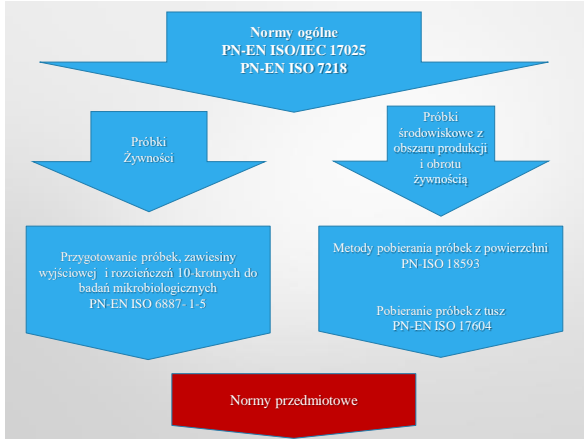 Normy ogólne
PN-EN ISO/IEC 17025
PN-EN ISO 7218
Próbki
Żywności
Próbki
środowiskowe z
obszaru produkcji
i obrotu
żywnością
Przygotowanie próbek, zawiesiny
wyjściowej i rozcieńczeń 10-krotnych do
badań mikrobiologicznych
PN-EN ISO 6887- 1-5
Metody pobierania próbek z powierzchni
PN-ISO 18593
Pobieranie próbek z tusz
PN-EN ISO 17604
Normy przedmiotowe